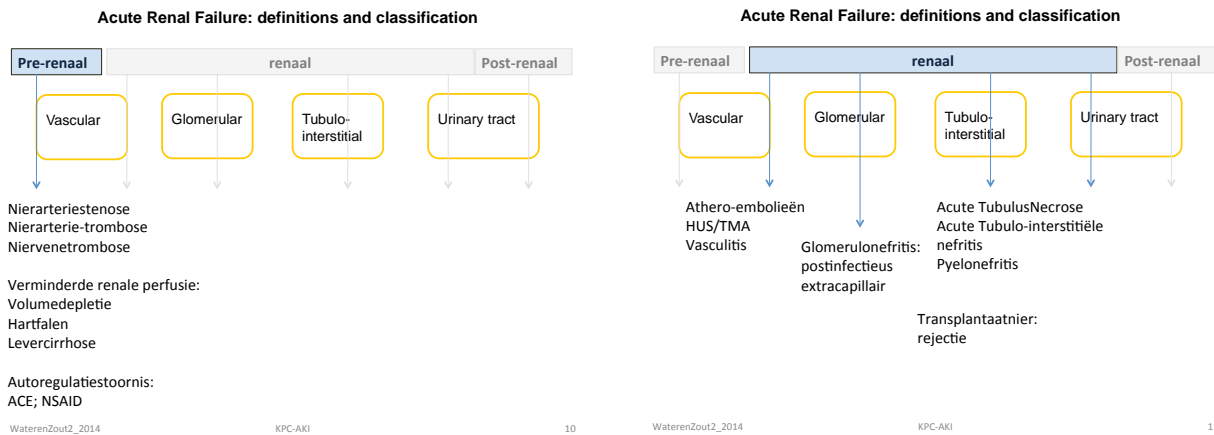 Acute Renal Failure: definitions and classification
Pre-renaal renaal Post-renaal
Vascular Glomerular Tubulo- Urinary tract
interstitial
Nierarteriestenose
Nierarterie-trombose
Niervenetrombose
Verminderde renale perfusie:
Volumedepletie
Hartfalen
Levercirrhose
Autoregulatiestoornis:
ACE; NSAID
WaterenZout2_2014 KPC-AKI 10
Acute Renal Failure: definitions and classification
Pre-renaal renaal Post-renaal
Vascular Glomerular Tubulo- Urinary tract
interstitial
Athero-embolieën
HUS/TMA
Vasculitis
Glomerulonefritis:
postinfectieus
extracapillair
Acute TubulusNecrose
Acute Tubulo-interstitiële
nefritis
Pyelonefritis
Transplantaatnier:
rejectie
WaterenZout2_2014 KPC-AKI